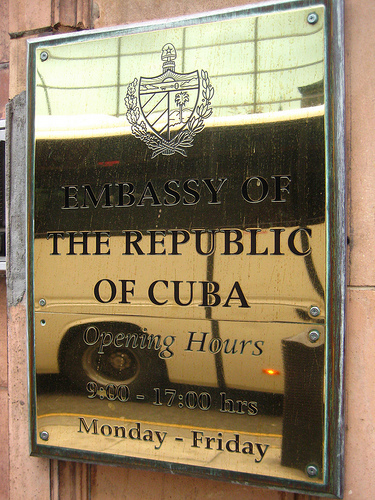 EMBASSY OF
THE REPUBLIC
OF CUBA
Opening Hours
9:00 - 17:00 hrs
Monday - Friday